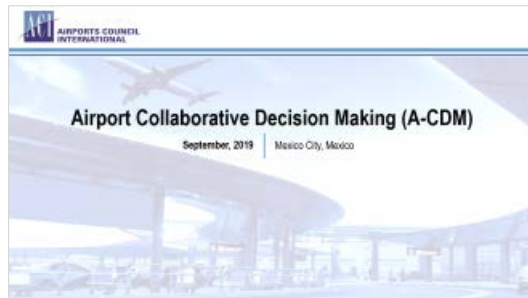 ACI
AIRPORTS COUNCIL
INTERNATIONAL
Airport Collaborative Decision Making (A-CDM)
September, 2019
Mexico City, Mexico